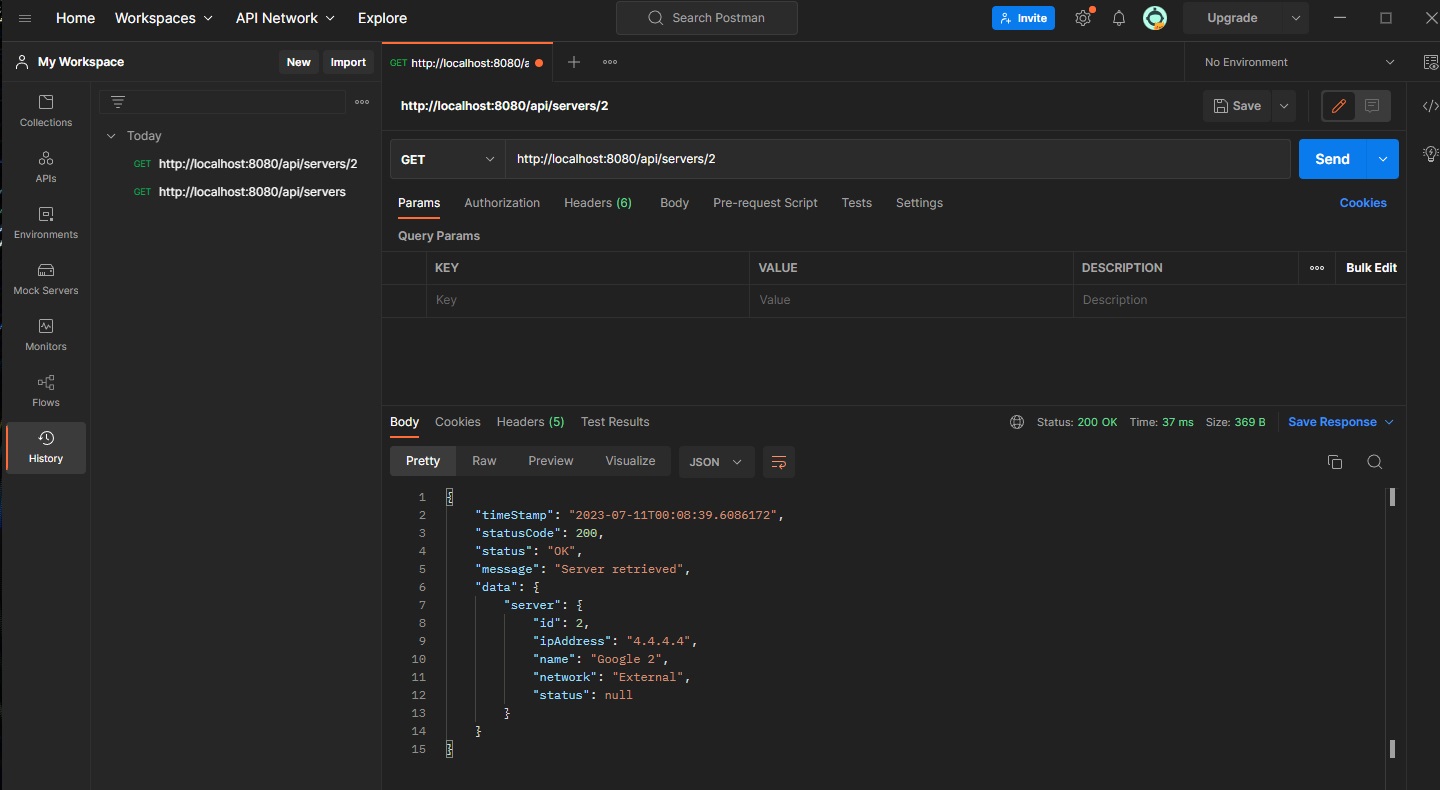 Home Workspaces API Network Explore Search Postman Invite Upgrade
My Workspace New Import GET http://localhost:8080/a No Environment
Collections
APIs
Environments
Mock Servers
Monitors
Flows
History
Today
GET http://localhost:8080/api/servers/2
GET http://localhost:8080/api/servers
http://localhost:8080/api/servers/2 Save
GET http://localhost:8080/api/servers/2 Send
Params Authorization Headers (6) Body Pre-request Script Tests Settings Cookies
Query Params
KEY VALUE DESCRIPTION Bulk Edit
Key Value Description
Body Cookies Headers (5) Test Results Status: 200 OK Time: 37 ms Size: 369 B Save Response
Pretty Raw Preview Visualize JSON
1 {
2 "timeStamp": "2023-07-11T00:08:39.6086172",
3 "statusCode": 200,
4 "status": "OK",
5 "message": "Server retrieved",
6 "data": {
7 "server": {
8 "id": 2,
9 "ipAddress": "4.4.4.4",
10 "name": "Google 2",
11 "network": "External",
12 "status": null
13 }
14 }
15 }